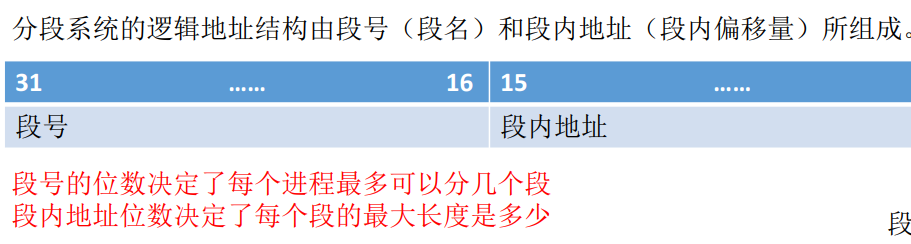 分段系统的逻辑地址结构由段号（段名）和段内地址（段内偏移量）所组成。
31 …… 16 15 ……
段号 段内地址
段号的位数决定了每个进程最多可以分几个段
段内地址位数决定了每个段的最大长度是多少
段